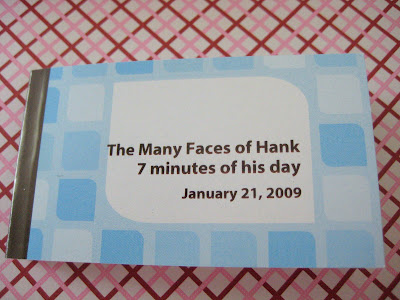 The Many Faces of Hank
7 minutes of his day
January 21, 2009